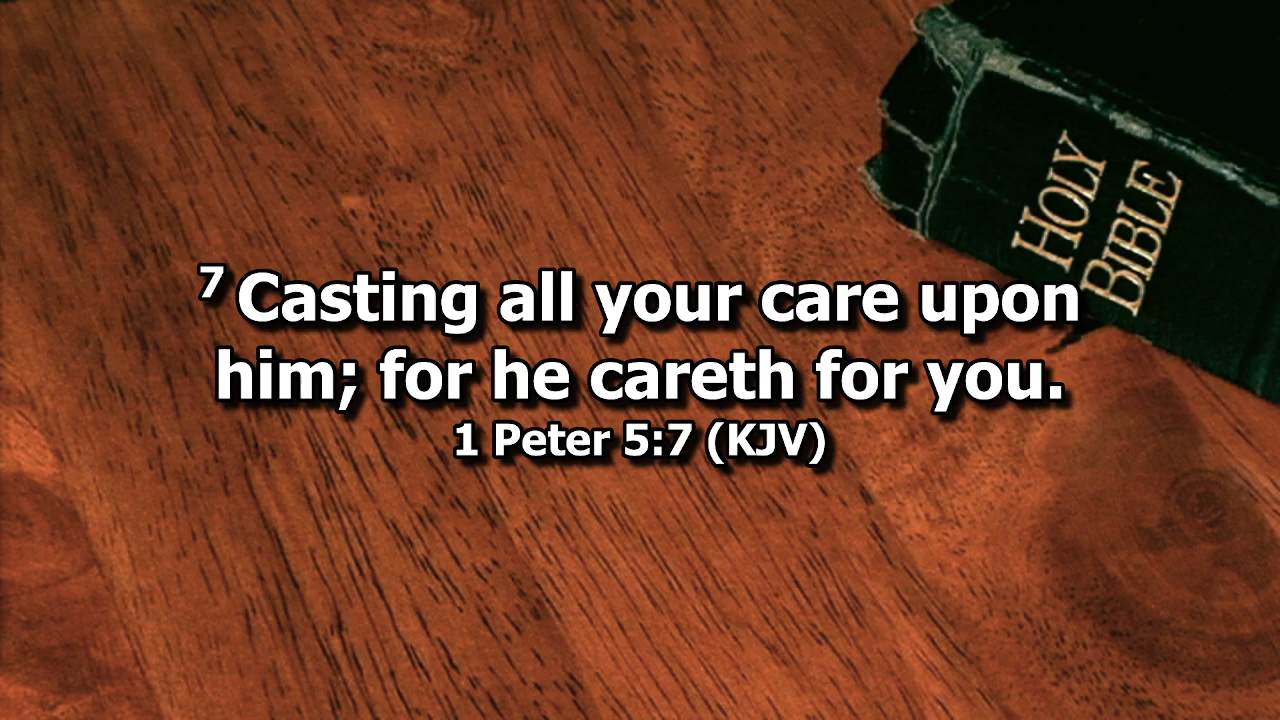 HOLY
BIBLE
7 Casting all your care upon
him; for he careth for you.
1 Peter 5:7 (KJV)